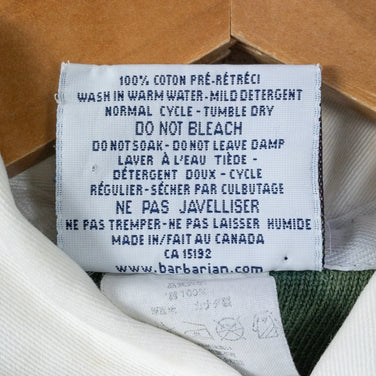 100% COTON PRÉ-RÉTRÉCI
WASH IN WARM WATER-MILD DETERGENT
NORMAL CYCLE - TUMBLE DRY
DO NOT BLEACH
DO NOT SOAK - DO NOT LEAVE DAMP
LAVER À L'EAU TIÈDE -
DÉTERGENT DOUX - CYCLE
RÉGULIER-SÉCHER PAR CULBUTAGE
NE PAS JAVELLISER
NE PAS TREMPER-NE PAS LAISSER HUMIDE
MADE IN/FAIT AU CANADA
CA 15192
www.barbarian.com